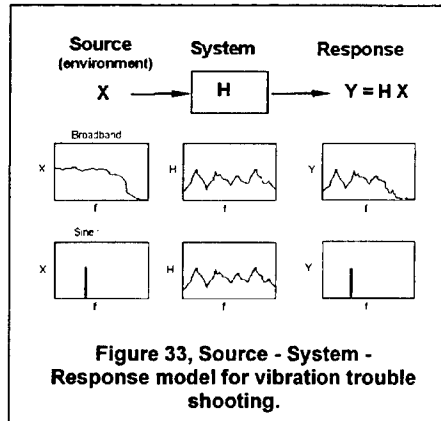 Source System Response
(environment)
X H Y = H X
Broadband
X H Y
f f f
Sine
X H Y
f f f
Figure 33, Source - System -
Response model for vibration trouble
shooting.